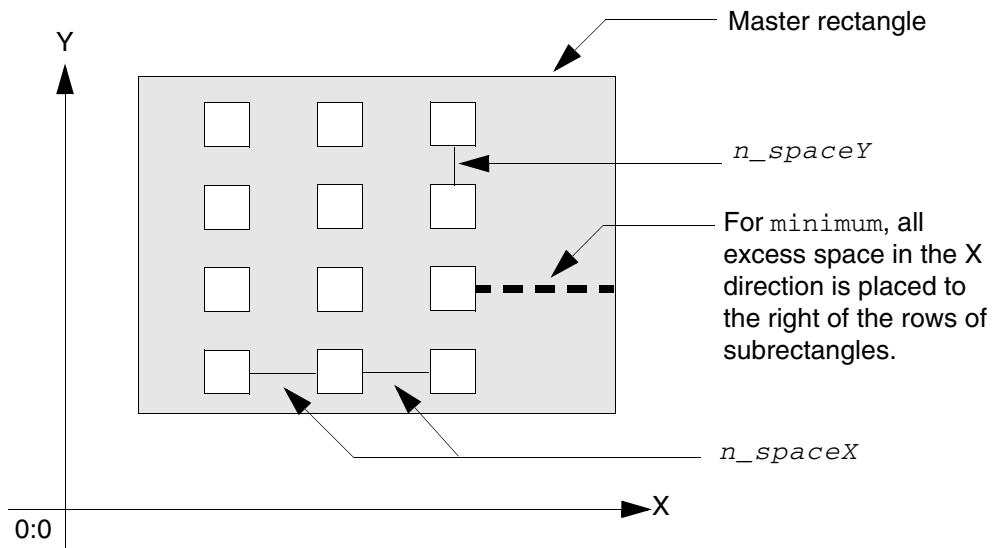 Master rectangle
Y
n_spaceY
For minimum, all
excess space in the X
direction is placed to
the right of the rows of
subrectangles.
n_spaceX
X
0:0